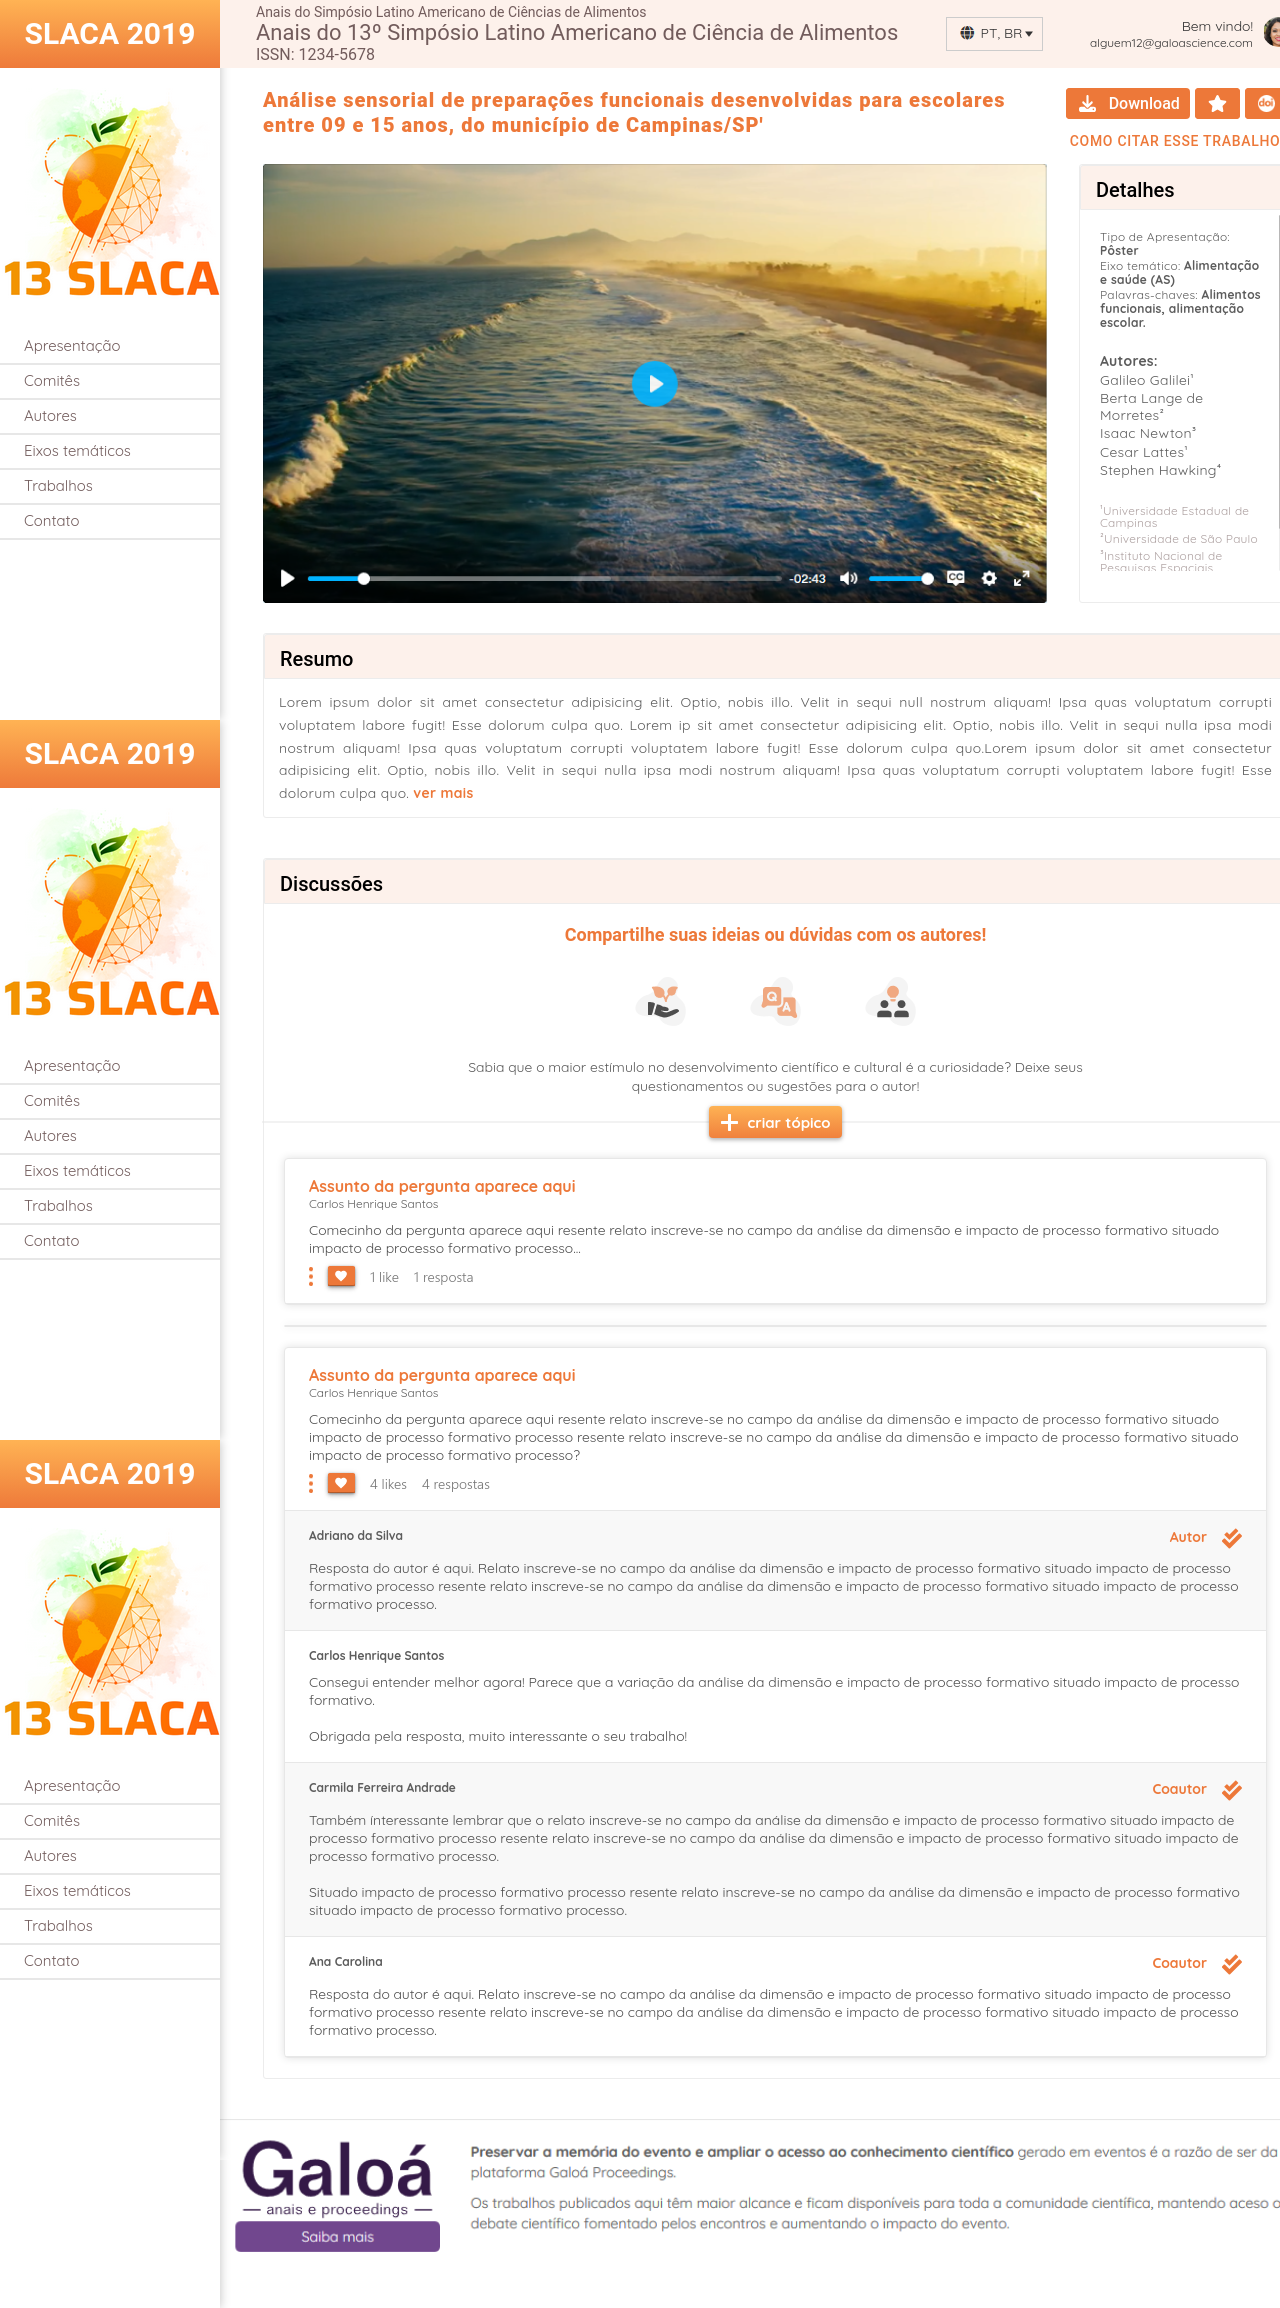 SLACA 2019
13 SLACA
Apresentação
Comitês
Autores
Eixos temáticos
Trabalhos
Contato
SLACA 2019
13 SLACA
Apresentação
Comitês
Autores
Eixos temáticos
Trabalhos
Contato
SLACA 2019
13 SLACA
Apresentação
Comitês
Autores
Eixos temáticos
Trabalhos
Contato
Anais do Simpósio Latino Americano de Ciências de Alimentos
Anais do 13º Simpósio Latino Americano de Ciência de Alimentos
ISSN: 1234-5678
PT, BR
Bem vindo!
alguem12@galoascience.com
Análise sensorial de preparações funcionais desenvolvidas para escolares
entre 09 e 15 anos, do município de Campinas/SP'
Download
doi
COMO CITAR ESSE TRABALHO
-02:43
CC
Detalhes
Tipo de Apresentação:
Pôster
Eixo temático: Alimentação
e saúde (AS)
Palavras-chaves: Alimentos
funcionais, alimentação
escolar.
Autores:
Galileo Galilei¹
Berta Lange de
Morretes²
Isaac Newton³
Cesar Lattes¹
Stephen Hawking⁴
¹Universidade Estadual de
Campinas
²Universidade de São Paulo
³Instituto Nacional de
Pesquisas Espaciais
Resumo
Lorem ipsum dolor sit amet consectetur adipisicing elit. Optio, nobis illo. Velit in sequi null nostrum aliquam! Ipsa quas voluptatum corrupti
voluptatem labore fugit! Esse dolorum culpa quo. Lorem ip sit amet consectetur adipisicing elit. Optio, nobis illo. Velit in sequi nulla ipsa modi
nostrum aliquam! Ipsa quas voluptatum corrupti voluptatem labore fugit! Esse dolorum culpa quo.Lorem ipsum dolor sit amet consectetur
adipisicing elit. Optio, nobis illo. Velit in sequi nulla ipsa modi nostrum aliquam! Ipsa quas voluptatum corrupti voluptatem labore fugit! Esse
dolorum culpa quo. ver mais
Discussões
Compartilhe suas ideias ou dúvidas com os autores!
Q A
Sabia que o maior estímulo no desenvolvimento científico e cultural é a curiosidade? Deixe seus
questionamentos ou sugestões para o autor!
criar tópico
Assunto da pergunta aparece aqui
Carlos Henrique Santos
Comecinho da pergunta aparece aqui resente relato inscreve-se no campo da análise da dimensão e impacto de processo formativo situado
impacto de processo formativo processo...
1 like 1 resposta
Assunto da pergunta aparece aqui
Carlos Henrique Santos
Comecinho da pergunta aparece aqui resente relato inscreve-se no campo da análise da dimensão e impacto de processo formativo situado
impacto de processo formativo processo resente relato inscreve-se no campo da análise da dimensão e impacto de processo formativo situado
impacto de processo formativo processo?
4 likes 4 respostas
Adriano da Silva
Autor
Resposta do autor é aqui. Relato inscreve-se no campo da análise da dimensão e impacto de processo formativo situado impacto de processo
formativo processo resente relato inscreve-se no campo da análise da dimensão e impacto de processo formativo situado impacto de processo
formativo processo.
Carlos Henrique Santos
Consegui entender melhor agora! Parece que a variação da análise da dimensão e impacto de processo formativo situado impacto de processo
formativo.
Obrigada pela resposta, muito interessante o seu trabalho!
Carmila Ferreira Andrade
Coautor
Também ínteressante lembrar que o relato inscreve-se no campo da análise da dimensão e impacto de processo formativo situado impacto de
processo formativo processo resente relato inscreve-se no campo da análise da dimensão e impacto de processo formativo situado impacto de
processo formativo processo.
Situado impacto de processo formativo processo resente relato inscreve-se no campo da análise da dimensão e impacto de processo formativo
situado impacto de processo formativo processo.
Ana Carolina
Coautor
Resposta do autor é aqui. Relato inscreve-se no campo da análise da dimensão e impacto de processo formativo situado impacto de processo
formativo processo resente relato inscreve-se no campo da análise da dimensão e impacto de processo formativo situado impacto de processo
formativo processo.
Galoá
anais e proceedings
Saiba mais
Preservar a memória do evento e ampliar o acesso ao conhecimento científico gerado em eventos é a razão de ser da
plataforma Galoá Proceedings.
Os trabalhos publicados aqui têm maior alcance e ficam disponíveis para toda a comunidade científica, mantendo aceso o
debate científico fomentado pelos encontros e aumentando o impacto do evento.